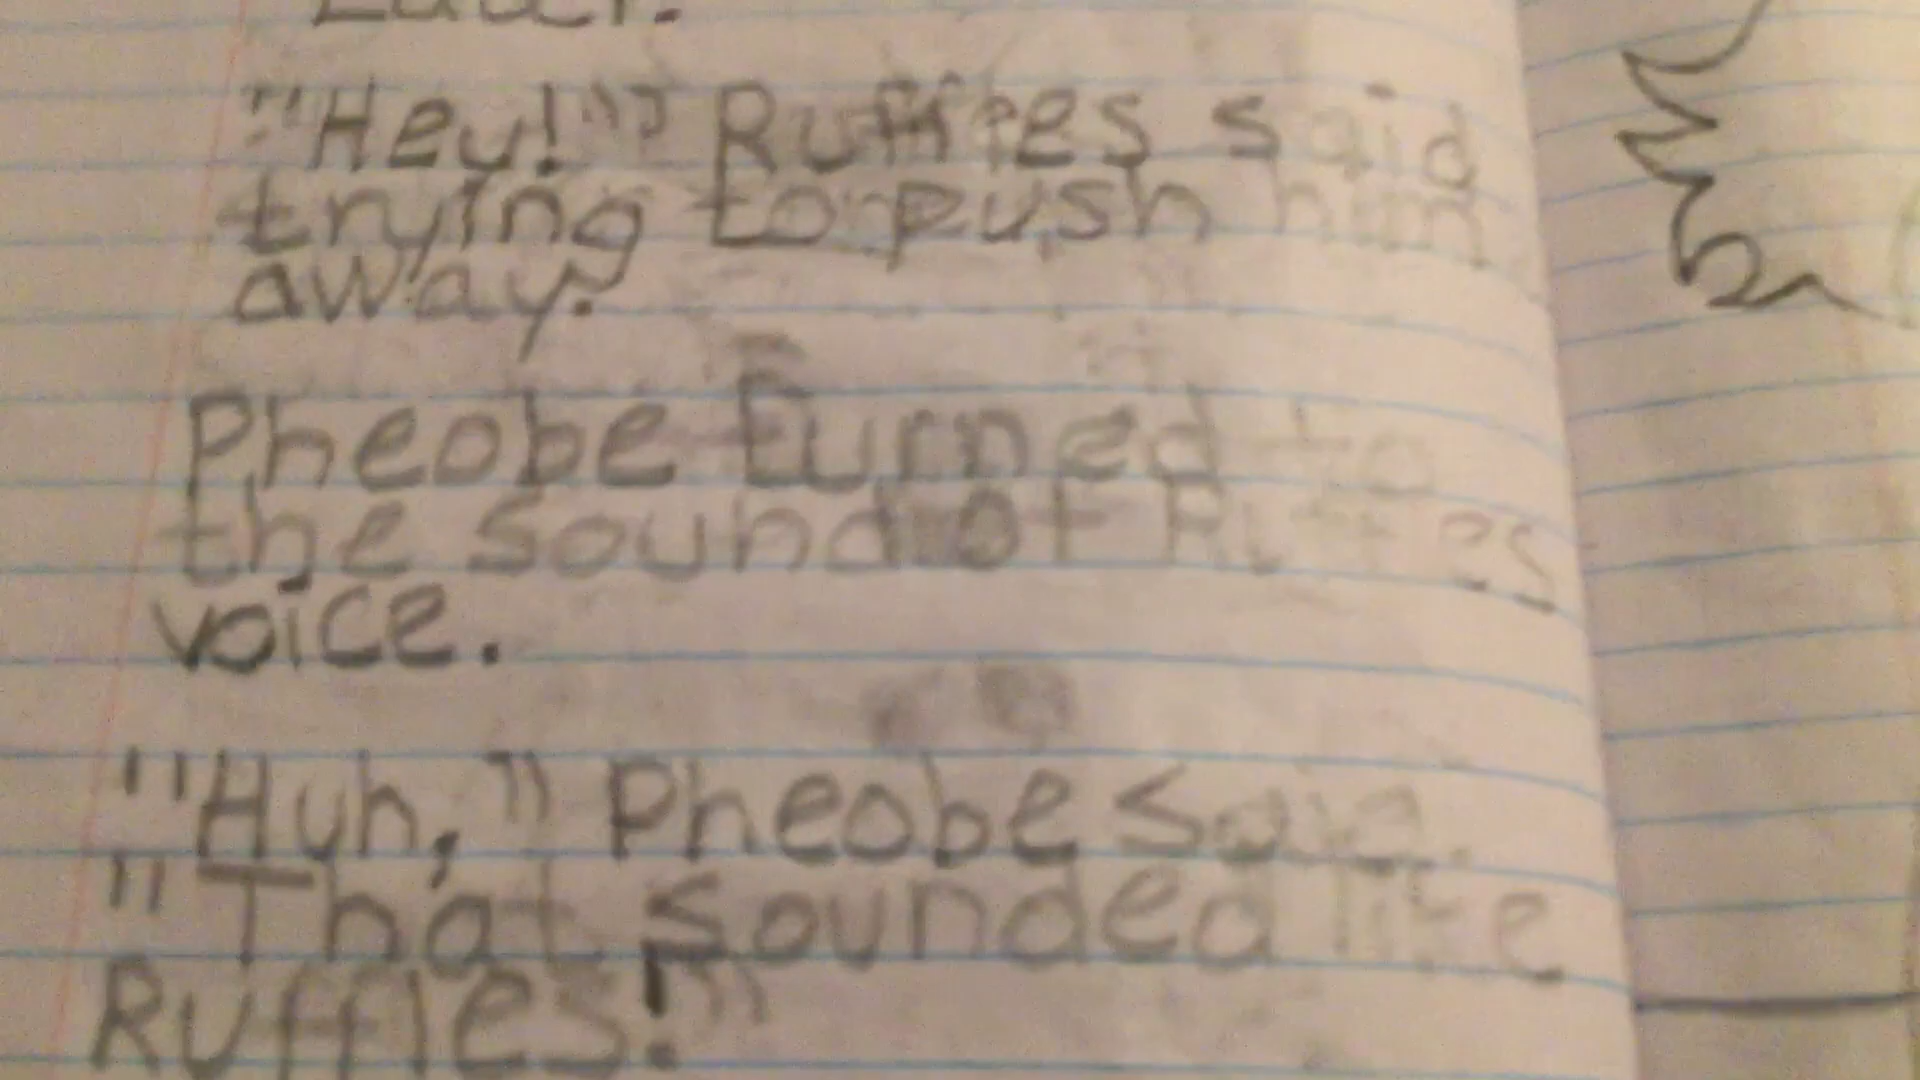 "Hey!" Ruffles said
trying to push him
away.
Pheobe turned to
the sound of Ruffles
voice.
"Huh," Pheobe said.
"That sounded like
Ruffles!"